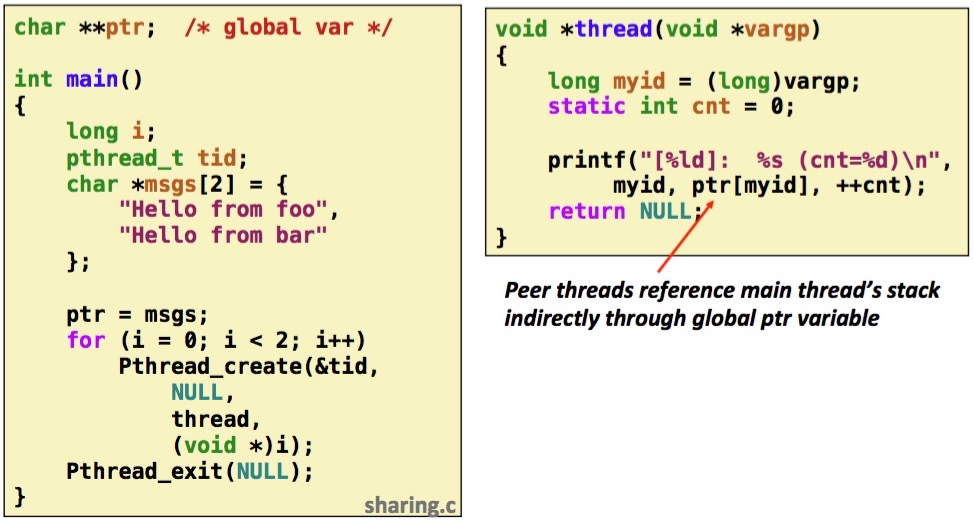 char **ptr;  /* global var */

int main()
{
    long i;
    pthread_t tid;
    char *msgs[2] = {
        "Hello from foo",
        "Hello from bar"
    };

    ptr = msgs;
    for (i = 0; i < 2; i++)
        Pthread_create(&tid,
            NULL,
            thread,
            (void *)i);
    Pthread_exit(NULL);
}
sharing.c
void *thread(void *vargp)
{
    long myid = (long)vargp;
    static int cnt = 0;

    printf("[%ld]:  %s (cnt=%d)\n",
         myid, ptr[myid], ++cnt);
    return NULL;
}
Peer threads reference main thread’s stack
indirectly through global ptr variable